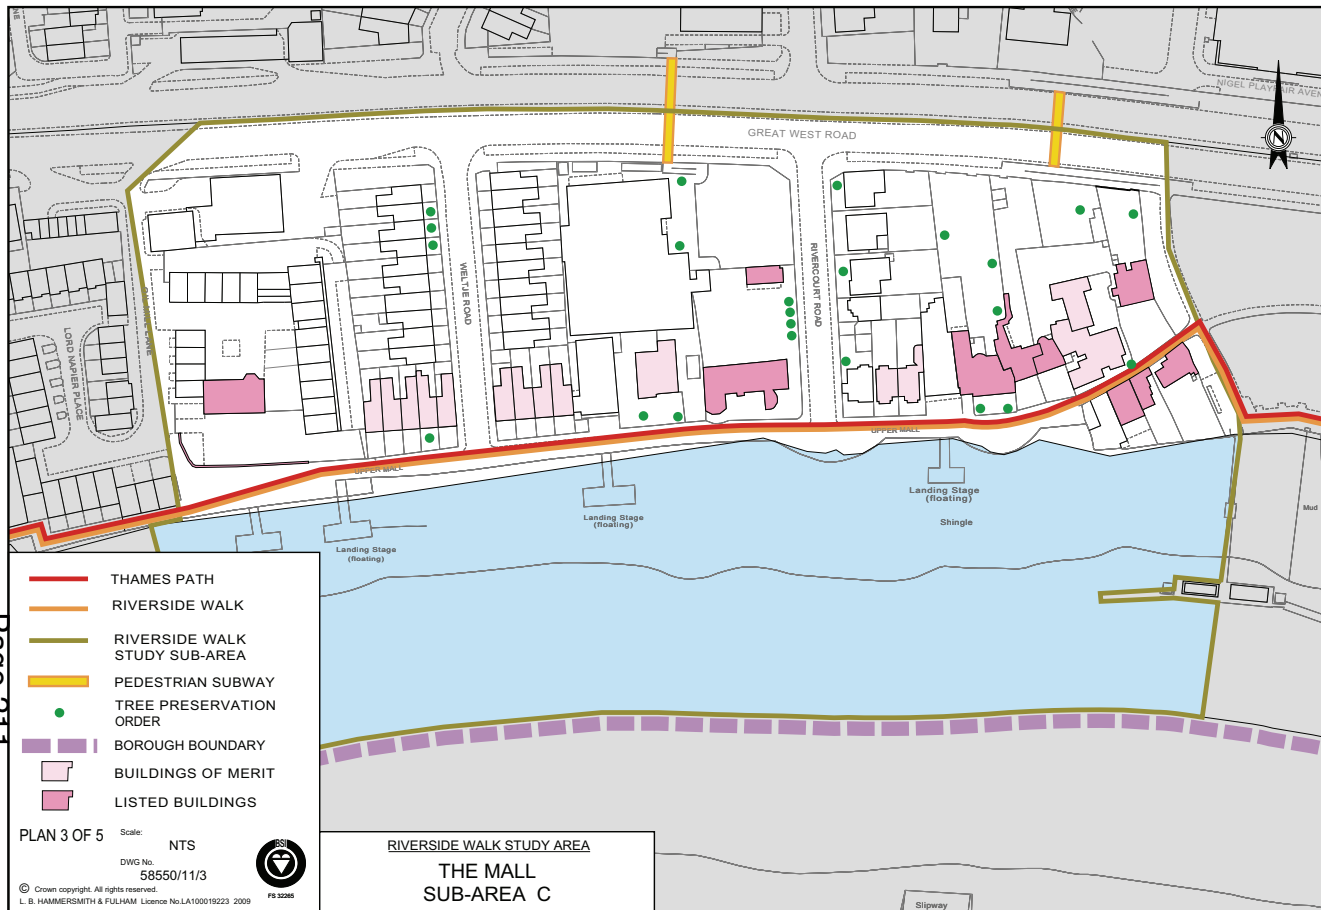 NIGEL PLAYFAIR AVEN
GREAT WEST ROAD
N
WELTJE ROAD
RIVERCOURT ROAD
LORD NAPIER PLACE
LANE
UPPER MALL
UPPER MALL
Landing Stage
(floating)
Landing Stage
(floating)
Landing Stage
(floating)
Shingle
Mud
THAMES PATH
RIVERSIDE WALK
RIVERSIDE WALK
STUDY SUB-AREA
PEDESTRIAN SUBWAY
TREE PRESERVATION
ORDER
BOROUGH BOUNDARY
BUILDINGS OF MERIT
LISTED BUILDINGS
PLAN 3 OF 5
Scale:
NTS
DWG No.
58550/11/3
BSI
FS 32265
© Crown copyright. All rights reserved.
L. B. HAMMERSMITH & FULHAM Licence No.LA100019223 2009
RIVERSIDE WALK STUDY AREA
THE MALL
SUB-AREA C
Slipway